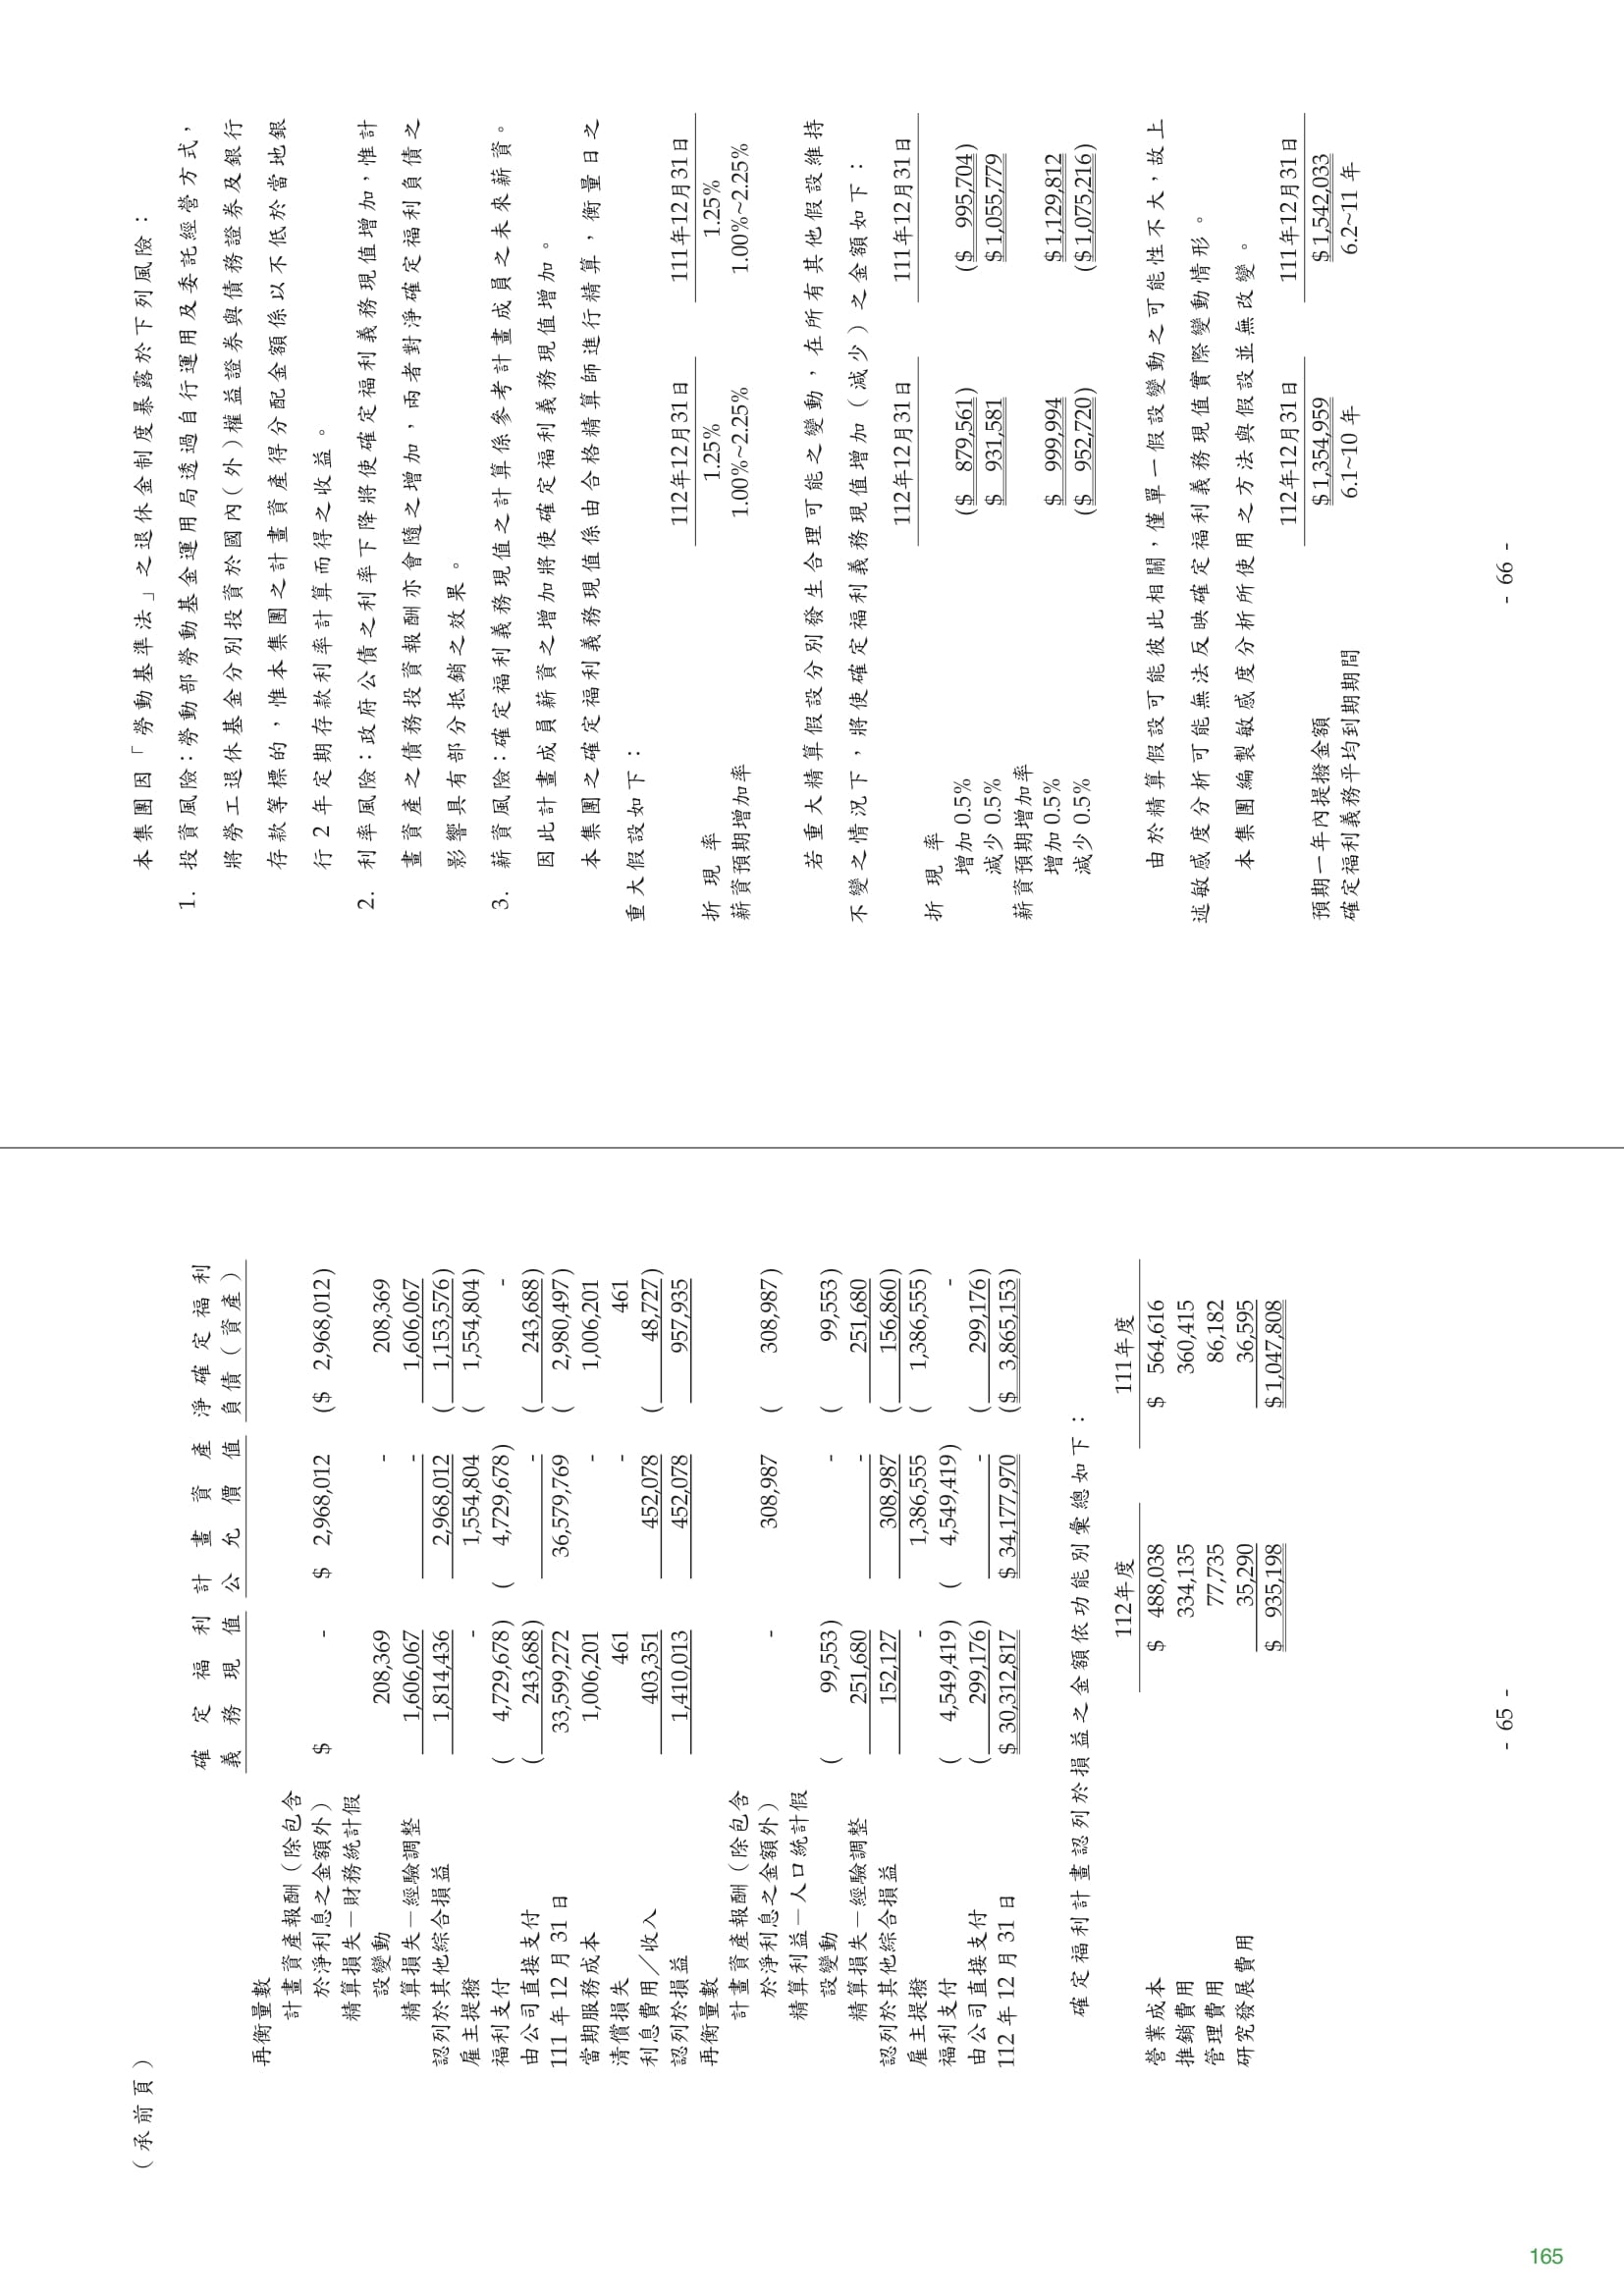 （承前頁）
確定福利 計畫資產 淨確定福利
義務現值 公允價值 負債（資產）
再衡量數
計畫資產報酬（除包含
於淨利息之金額外） $ - $ 2,968,012 ($ 2,968,012)
精算損失－財務統計假
設變動 208,369 - 208,369
精算損失－經驗調整 1,606,067 - 1,606,067
認列於其他綜合損益 1,814,436 2,968,012 ( 1,153,576)
雇主提撥 - 1,554,804 ( 1,554,804)
福利支付 ( 4,729,678) ( 4,729,678) -
由公司直接支付 ( 243,688) - ( 243,688)
111 年 12 月 31 日 33,599,272 36,579,769 ( 2,980,497)
當期服務成本 1,006,201 - 1,006,201
清償損失 461 - 461
利息費用／收入 403,351 452,078 ( 48,727)
認列於損益 1,410,013 452,078 957,935
再衡量數
計畫資產報酬（除包含
於淨利息之金額外） - 308,987 ( 308,987)
精算利益－人口統計假
設變動 ( 99,553) - ( 99,553)
精算損失－經驗調整 251,680 - 251,680
認列於其他綜合損益 152,127 308,987 ( 156,860)
雇主提撥 - 1,386,555 ( 1,386,555)
福利支付 ( 4,549,419) ( 4,549,419) -
由公司直接支付 ( 299,176) - ( 299,176)
112 年 12 月 31 日 $ 30,312,817 $ 34,177,970 ($ 3,865,153)
確定福利計畫認列於損益之金額依功能別彙總如下：
112年度 111年度
營業成本 $ 488,038 $ 564,616
推銷費用 334,135 360,415
管理費用 77,735 86,182
研究發展費用 35,290 36,595
$ 935,198 $ 1,047,808
- 65 -
本集團因「勞動基準法」之退休金制度暴露於下列風險：
1. 投資風險：勞動部勞動基金運用局透過自行運用及委託經營方式，
將勞工退休基金分別投資於國內（外）權益證券與債務證券及銀行
存款等標的，惟本集團之計畫資產得分配金額係以不低於當地銀
行 2 年定期存款利率計算而得之收益。
2. 利率風險：政府公債之利率下降將使確定福利義務現值增加，惟計
畫資產之債務投資報酬亦會隨之增加，兩者對淨確定福利負債之
影響具有部分抵銷之效果。
3. 薪資風險：確定福利義務現值之計算係參考計畫成員之未來薪資。
因此計畫成員薪資之增加將使確定福利義務現值增加。
本集團之確定福利義務現值係由合格精算師進行精算，衡量日之
重大假設如下：
112年12月31日 111年12月31日
折現率 1.25% 1.25%
薪資預期增加率 1.00%~2.25% 1.00%~2.25%
若重大精算假設分別發生合理可能之變動，在所有其他假設維持
不變之情況下，將使確定福利義務現值增加（減少）之金額如下：
112年12月31日 111年12月31日
折現率
增加 0.5% ($ 879,561) ($ 995,704)
減少 0.5% $ 931,581 $ 1,055,779
薪資預期增加率
增加 0.5% $ 999,994 $ 1,129,812
減少 0.5% ($ 952,720) ($ 1,075,216)
由於精算假設可能彼此相關，僅單一假設變動之可能性不大，故上
述敏感度分析可能無法反映確定福利義務現值實際變動情形。
本集團編製敏感度分析所使用之方法與假設並無改變。
112年12月31日 111年12月31日
預期一年內提撥金額 $ 1,354,959 $ 1,542,033
確定福利義務平均到期期間 6.1~10 年 6.2~11 年
- 66 -
165